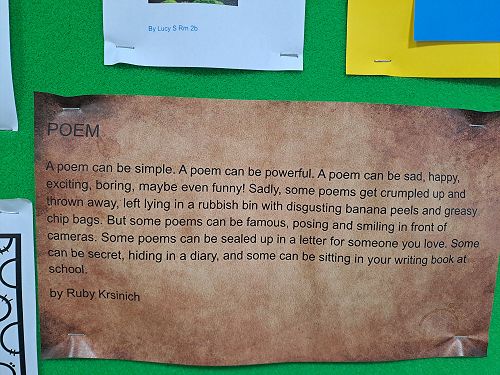 By Lucy S Rm 2b
POEM
A poem can be simple. A poem can be powerful. A poem can be sad, happy,
exciting, boring, maybe even funny! Sadly, some poems get crumpled up and
thrown away, left lying in a rubbish bin with disgusting banana peels and greasy
chip bags. But some poems can be famous, posing and smiling in front of
cameras. Some poems can be sealed up in a letter for someone you love. Some
can be secret, hiding in a diary, and some can be sitting in your writing book at
school.
by Ruby Krsinich